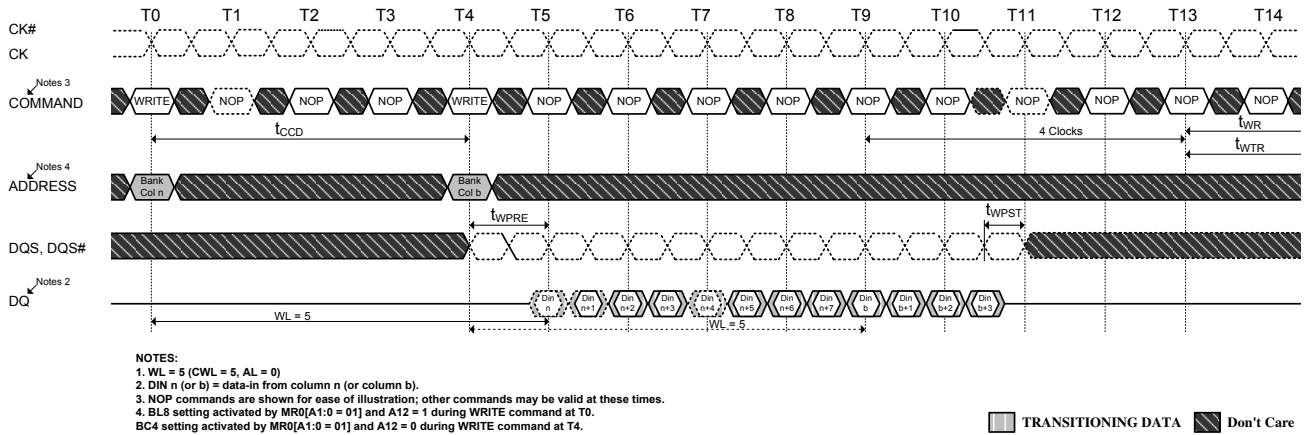 T0 T1 T2 T3 T4 T5 T6 T7 T8 T9 T10 T11 T12 T13 T14
CK#
CK
Notes 3
COMMAND
WRITE NOP NOP NOP WRITE NOP NOP NOP NOP NOP NOP NOP NOP NOP NOP
tCCD
4 Clocks
tWR
tWTR
Notes 4
ADDRESS
Bank Col n
Bank Col b
tWPRE
tWPST
DQS, DQS#
Notes 2
DQ
Din n Din n+1 Din n+2 Din n+3 Din n+4 Din n+5 Din n+6 Din n+7 Din b Din b+1 Din b+2 Din b+3
WL = 5
WL = 5
NOTES:
1. WL = 5 (CWL = 5, AL = 0)
2. DIN n (or b) = data-in from column n (or column b).
3. NOP commands are shown for ease of illustration; other commands may be valid at these times.
4. BL8 setting activated by MR0[A1:0 = 01] and A12 = 1 during WRITE command at T0.
BC4 setting activated by MR0[A1:0 = 01] and A12 = 0 during WRITE command at T4.
TRANSITIONING DATA
Don't Care